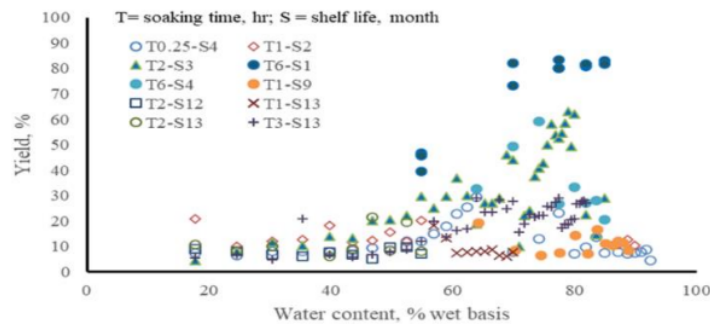 T= soaking time, hr; S = shelf life, month
100
90
80
70
60
50
40
30
20
10
0
Yield, %
T0.25-S4
T1-S2
T2-S3
T6-S1
T6-S4
T1-S9
T2-S12
T1-S13
T2-S13
T3-S13
0
20
40
60
80
100
Water content, % wet basis